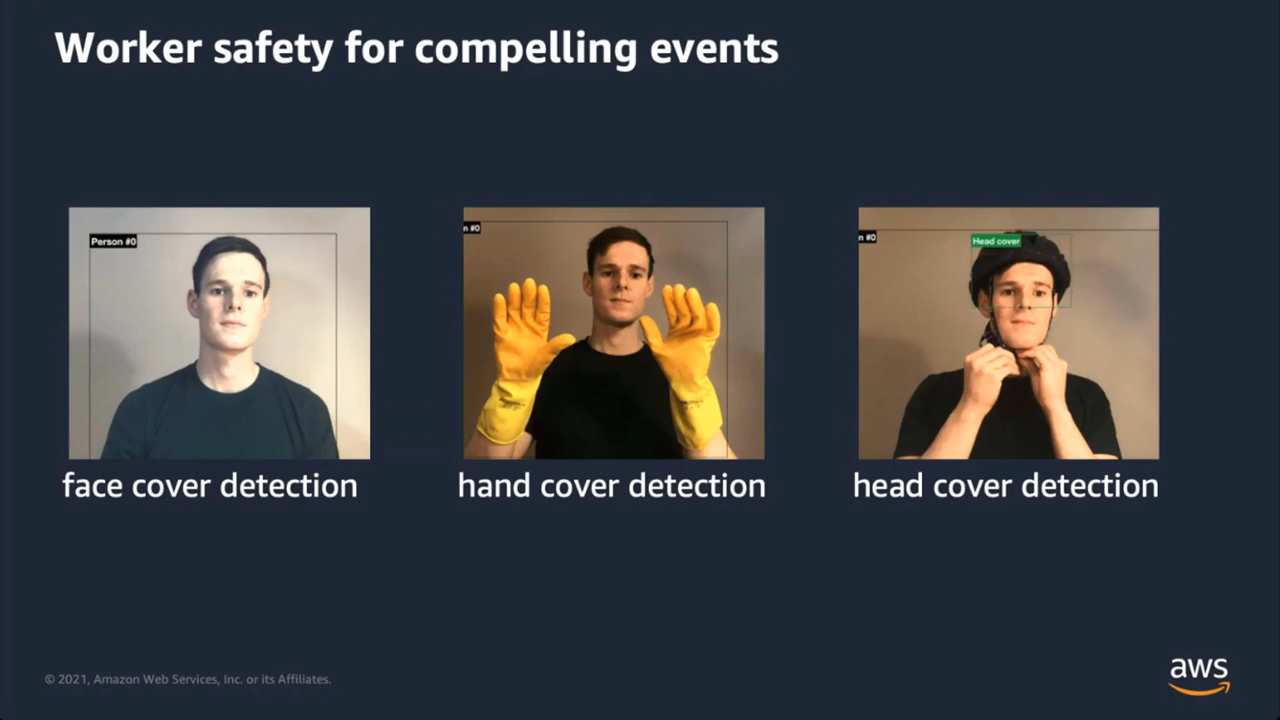 Worker safety for compelling events
Person #0
n #0
n #0
Head cover
face cover detection
hand cover detection
head cover detection
© 2021, Amazon Web Services, Inc. or its Affiliates.
aws